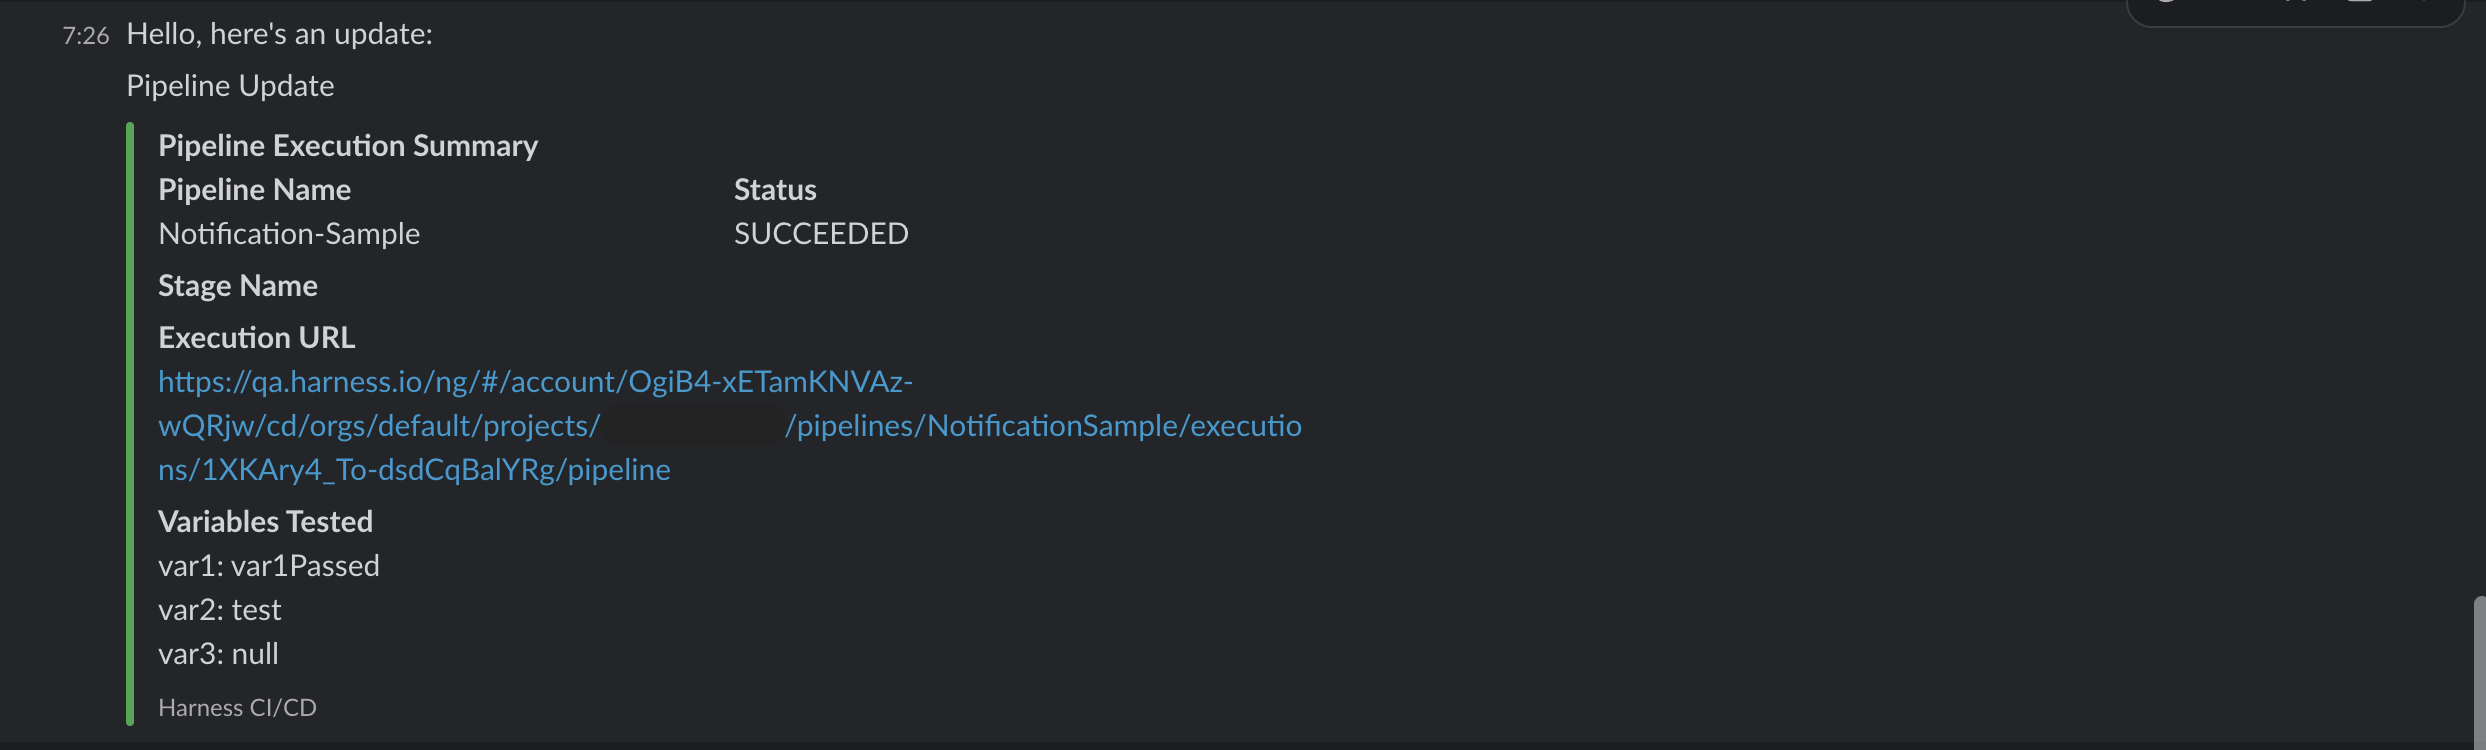 7:26 Hello, here's an update:
Pipeline Update
Pipeline Execution Summary
Pipeline Name Status
Notification-Sample SUCCEEDED
Stage Name
Execution URL
https://qa.harness.io/ng/#/account/OgiB4-xETamKNVAz-
wQRjw/cd/orgs/default/projects/ /pipelines/NotificationSample/executio
ns/1XKAry4_To-dsdCqBalYRg/pipeline
Variables Tested
var1: var1Passed
var2: test
var3: null
Harness CI/CD